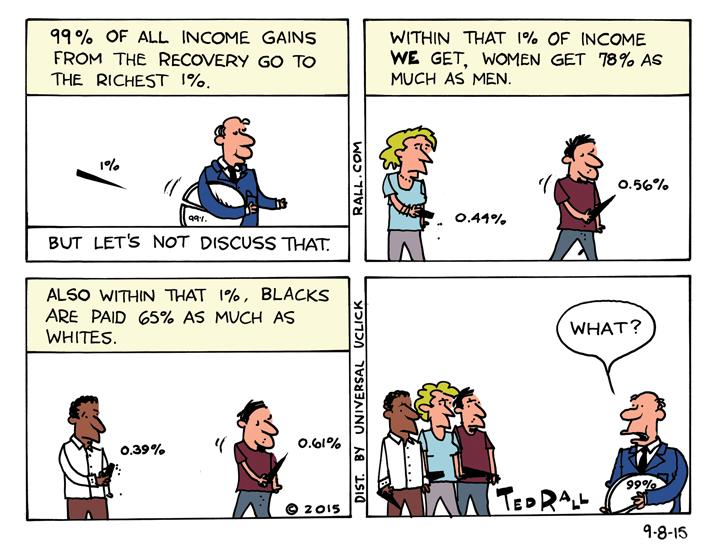 99% OF ALL INCOME GAINS
FROM THE RECOVERY GO TO
THE RICHEST 1%.
1%
99%
BUT LET'S NOT DISCUSS THAT.
RALL.COM
WITHIN THAT 1% OF INCOME
WE GET, WOMEN GET 78% AS
MUCH AS MEN.
0.44%
0.56%
ALSO WITHIN THAT 1%, BLACKS
ARE PAID 65% AS MUCH AS
WHITES.
0.39%
0.61%
© 2015
DIST. BY UNIVERSAL UCLICK
WHAT?
99%
TED RALL
9-8-15